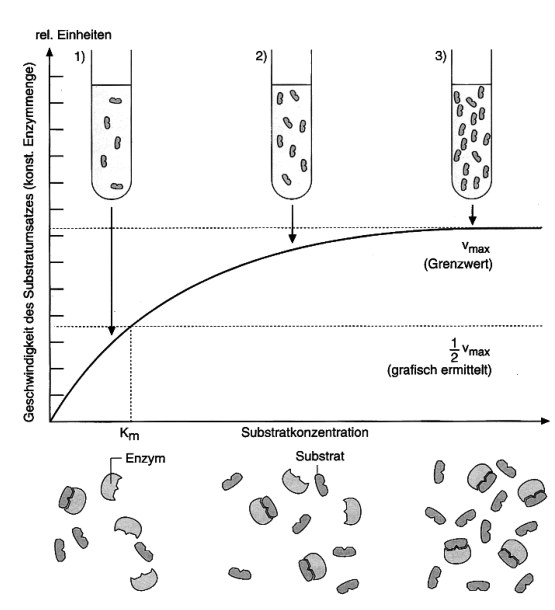 rel. Einheiten
1)
2)
3)
Geschwindigkeit des Substratumsatzes (konst. Enzymmenge)
vmax
(Grenzwert)
1/2 vmax
(grafisch ermittelt)
Km
Substratkonzentration
Enzym
Substrat